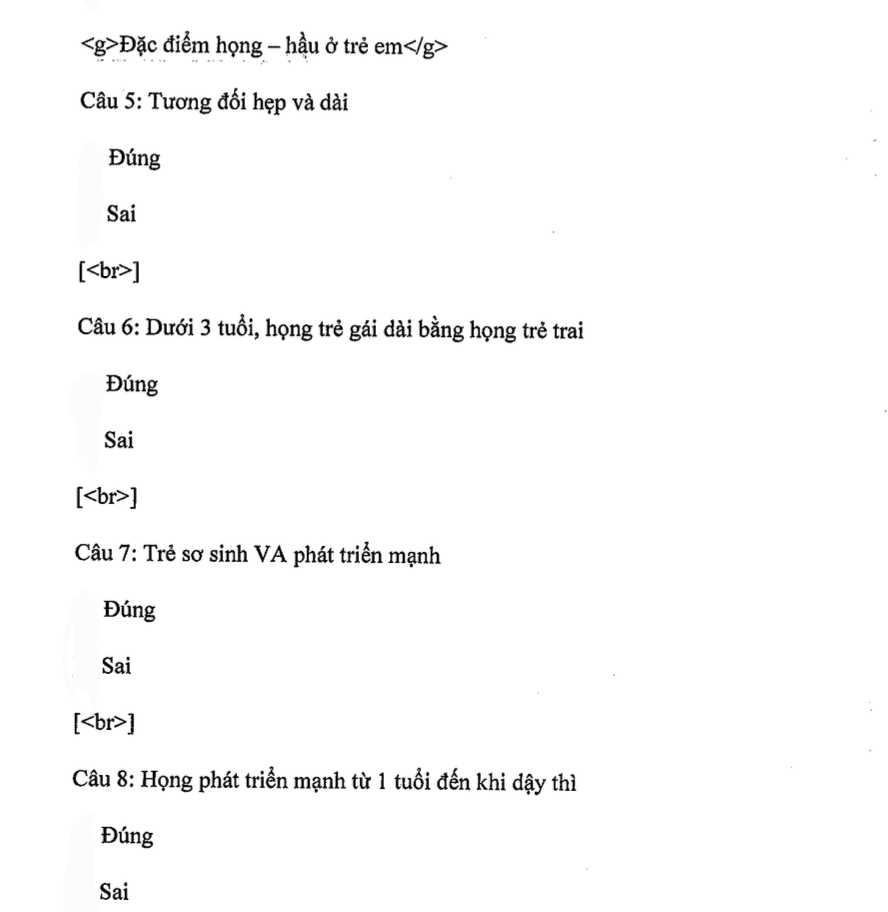 <g>Đặc điểm họng – hầu ở trẻ em</g>
Câu 5: Tương đối hẹp và dài
Đúng
Sai
[<br>]
Câu 6: Dưới 3 tuổi, họng trẻ gái dài bằng họng trẻ trai
Đúng
Sai
[<br>]
Câu 7: Trẻ sơ sinh VA phát triển mạnh
Đúng
Sai
[<br>]
Câu 8: Họng phát triển mạnh từ 1 tuổi đến khi dậy thì
Đúng
Sai